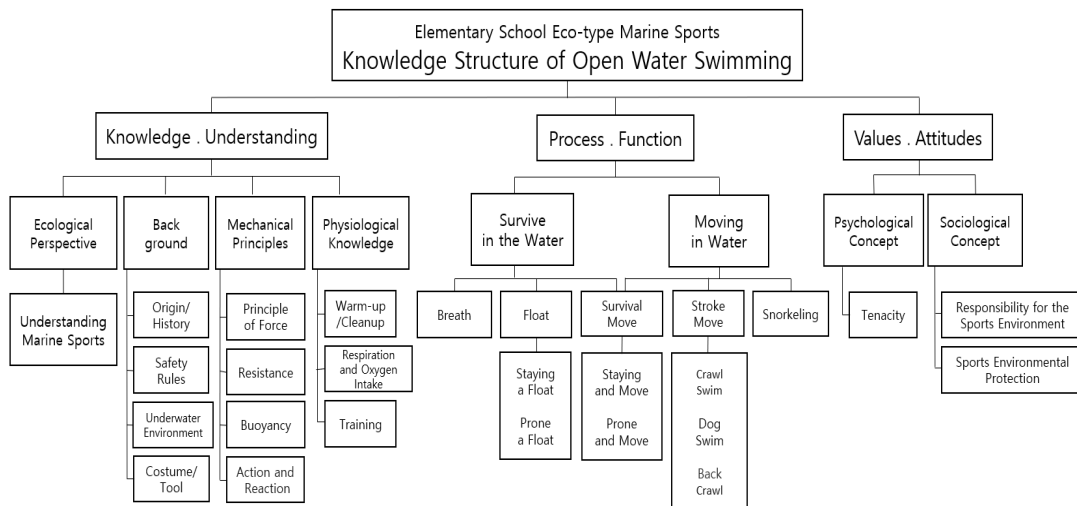 Elementary School Eco-type Marine Sports
Knowledge Structure of Open Water Swimming
Knowledge . Understanding
Process . Function
Values . Attitudes
Ecological
Perspective
Back
ground
Mechanical
Principles
Physiological
Knowledge
Survive
in the Water
Moving
in Water
Psychological
Concept
Sociological
Concept
Understanding
Marine Sports
Origin/
History
Safety
Rules
Underwater
Environment
Costume/
Tool
Principle
of Force
Resistance
Buoyancy
Action and
Reaction
Warm-up
/Cleanup
Respiration
and Oxygen
Intake
Training
Breath
Float
Survival
Move
Stroke
Move
Snorkeling
Staying
a Float
Prone
a Float
Staying
and Move
Prone
and Move
Crawl
Swim
Dog
Swim
Back
Crawl
Tenacity
Responsibility for the
Sports Environment
Sports Environmental
Protection